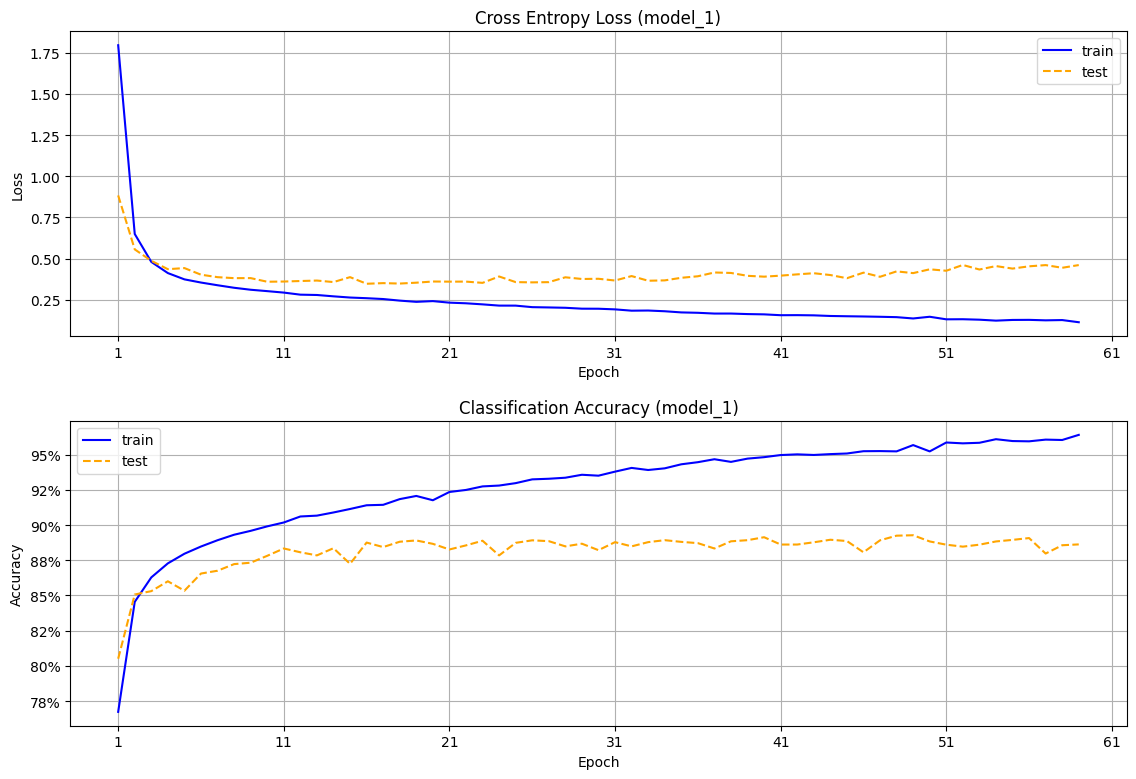 Cross Entropy Loss (model_1)
train
test
1.75
1.50
1.25
1.00
0.75
0.50
0.25
Loss
1 11 21 31 41 51 61
Epoch
Classification Accuracy (model_1)
train
test
95%
92%
90%
88%
85%
82%
80%
78%
Accuracy
1 11 21 31 41 51 61
Epoch